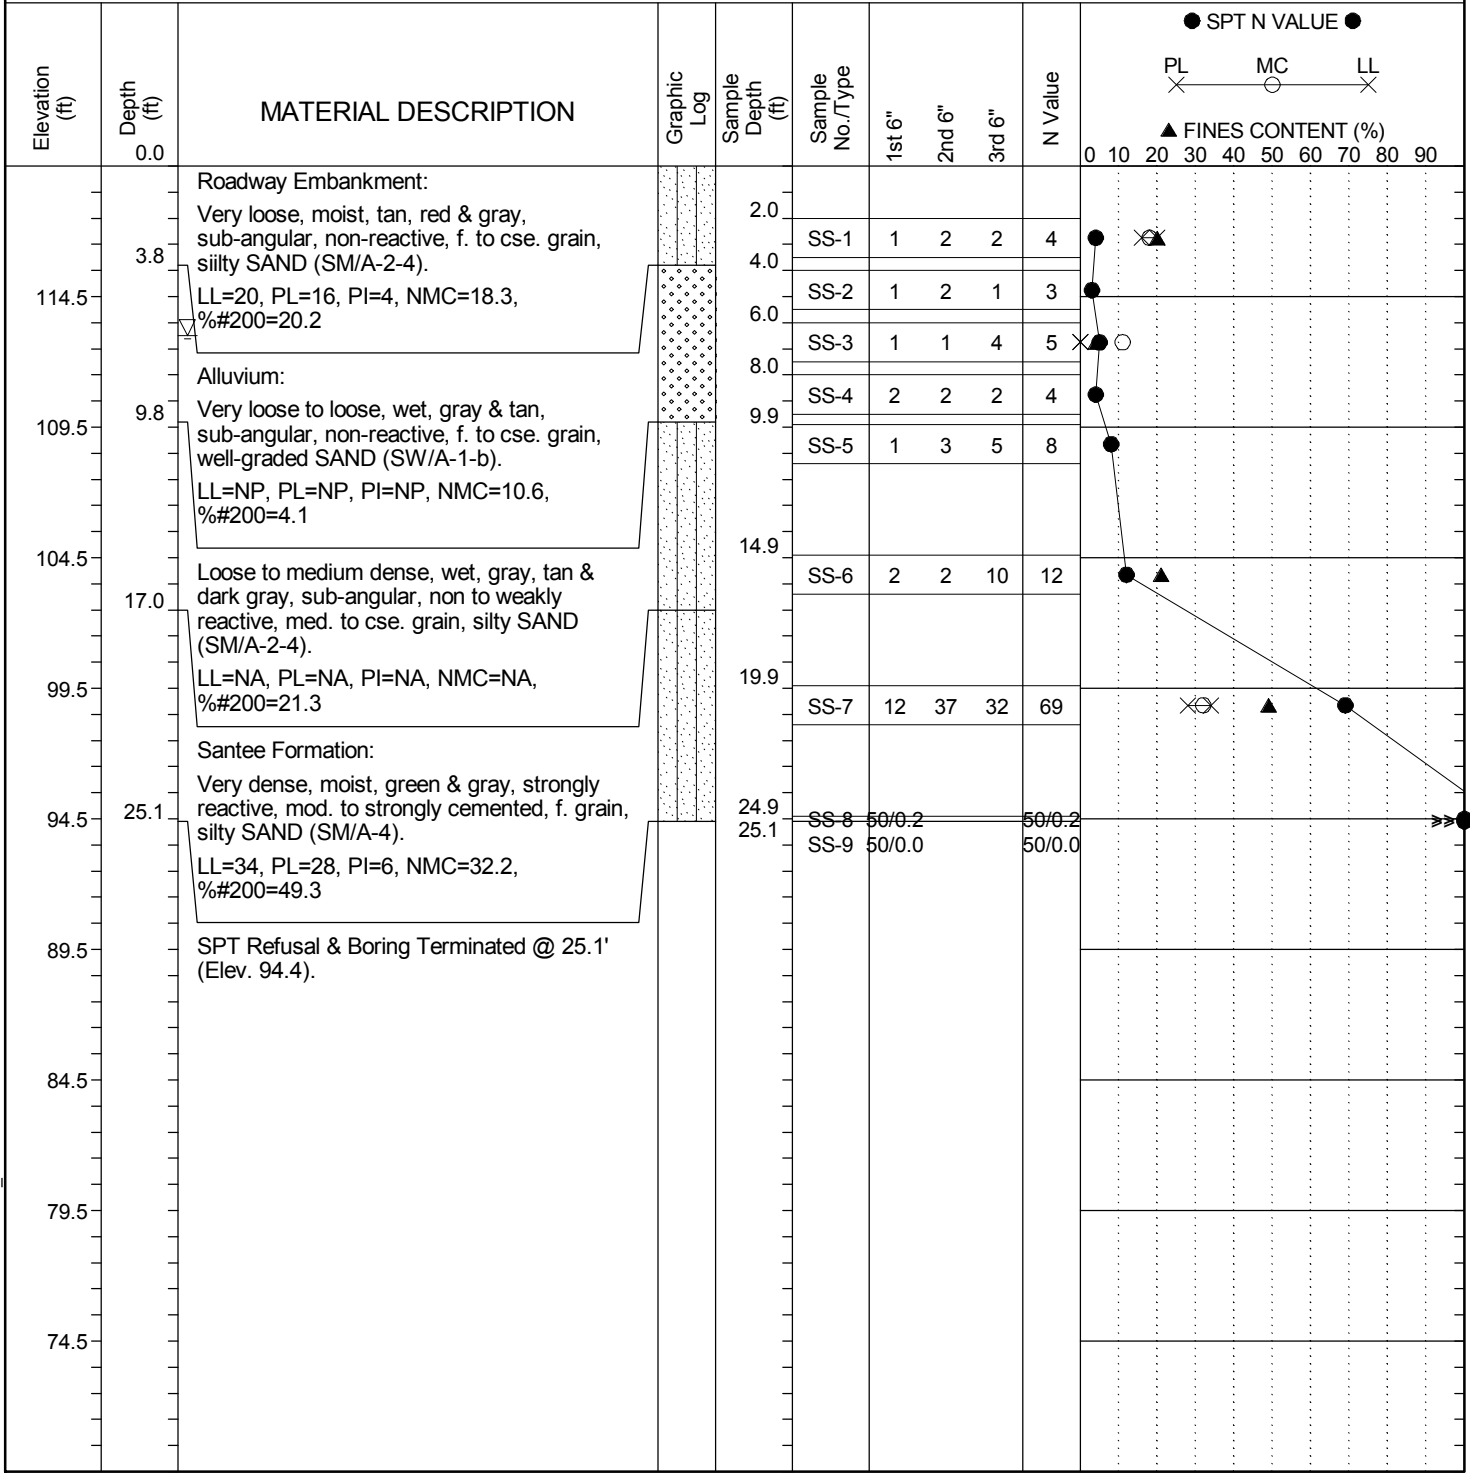 ● SPT N VALUE ●
PL MC LL
▲ FINES CONTENT (%)
0 10 20 30 40 50 60 70 80 90
Elevation (ft)
Depth (ft)
0.0
MATERIAL DESCRIPTION
Graphic Log
Sample Depth (ft)
Sample No./Type
1st 6"
2nd 6"
3rd 6"
N Value
Roadway Embankment:
Very loose, moist, tan, red & gray,
sub-angular, non-reactive, f. to cse. grain,
siilty SAND (SM/A-2-4).
LL=20, PL=16, PI=4, NMC=18.3,
%#200=20.2
Alluvium:
Very loose to loose, wet, gray & tan,
sub-angular, non-reactive, f. to cse. grain,
well-graded SAND (SW/A-1-b).
LL=NP, PL=NP, PI=NP, NMC=10.6,
%#200=4.1
Loose to medium dense, wet, gray, tan &
dark gray, sub-angular, non to weakly
reactive, med. to cse. grain, silty SAND
(SM/A-2-4).
LL=NA, PL=NA, PI=NA, NMC=NA,
%#200=21.3
Santee Formation:
Very dense, moist, green & gray, strongly
reactive, mod. to strongly cemented, f. grain,
silty SAND (SM/A-4).
LL=34, PL=28, PI=6, NMC=32.2,
%#200=49.3
SPT Refusal & Boring Terminated @ 25.1'
(Elev. 94.4).
114.5
109.5
104.5
99.5
94.5
89.5
84.5
79.5
74.5
3.8
9.8
17.0
25.1
2.0
SS-1 1 2 2 4
4.0
SS-2 1 2 1 3
6.0
SS-3 1 1 4 5
8.0
SS-4 2 2 2 4
9.9
SS-5 1 3 5 8
14.9
SS-6 2 2 10 12
19.9
SS-7 12 37 32 69
24.9
SS-8 50/0.2 50/0.2 >>
25.1
SS-9 50/0.0 50/0.0